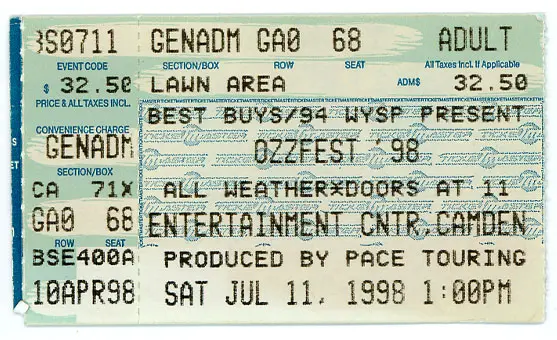 3S0711 GENADM GA0 68 ADULT
EVENT CODE SECTION/BOX ROW SEAT All Taxes Incl. If Applicable
$ 32.50 LAWN AREA ADM$ 32.50
PRICE & ALL TAXES INCL. BEST BUYS/94 WYSP PRESENT
CONVENIENCE CHARGE
GENADM OZZFEST '98
SECTION/BOX
CA 71X ALL WEATHER*DOORS AT 11
GA0 68 ENTERTAINMENT CNTR,CAMDEN
ROW SEAT
BSE400A PRODUCED BY PACE TOURING
10APR98 SAT JUL 11, 1998 1:00PM